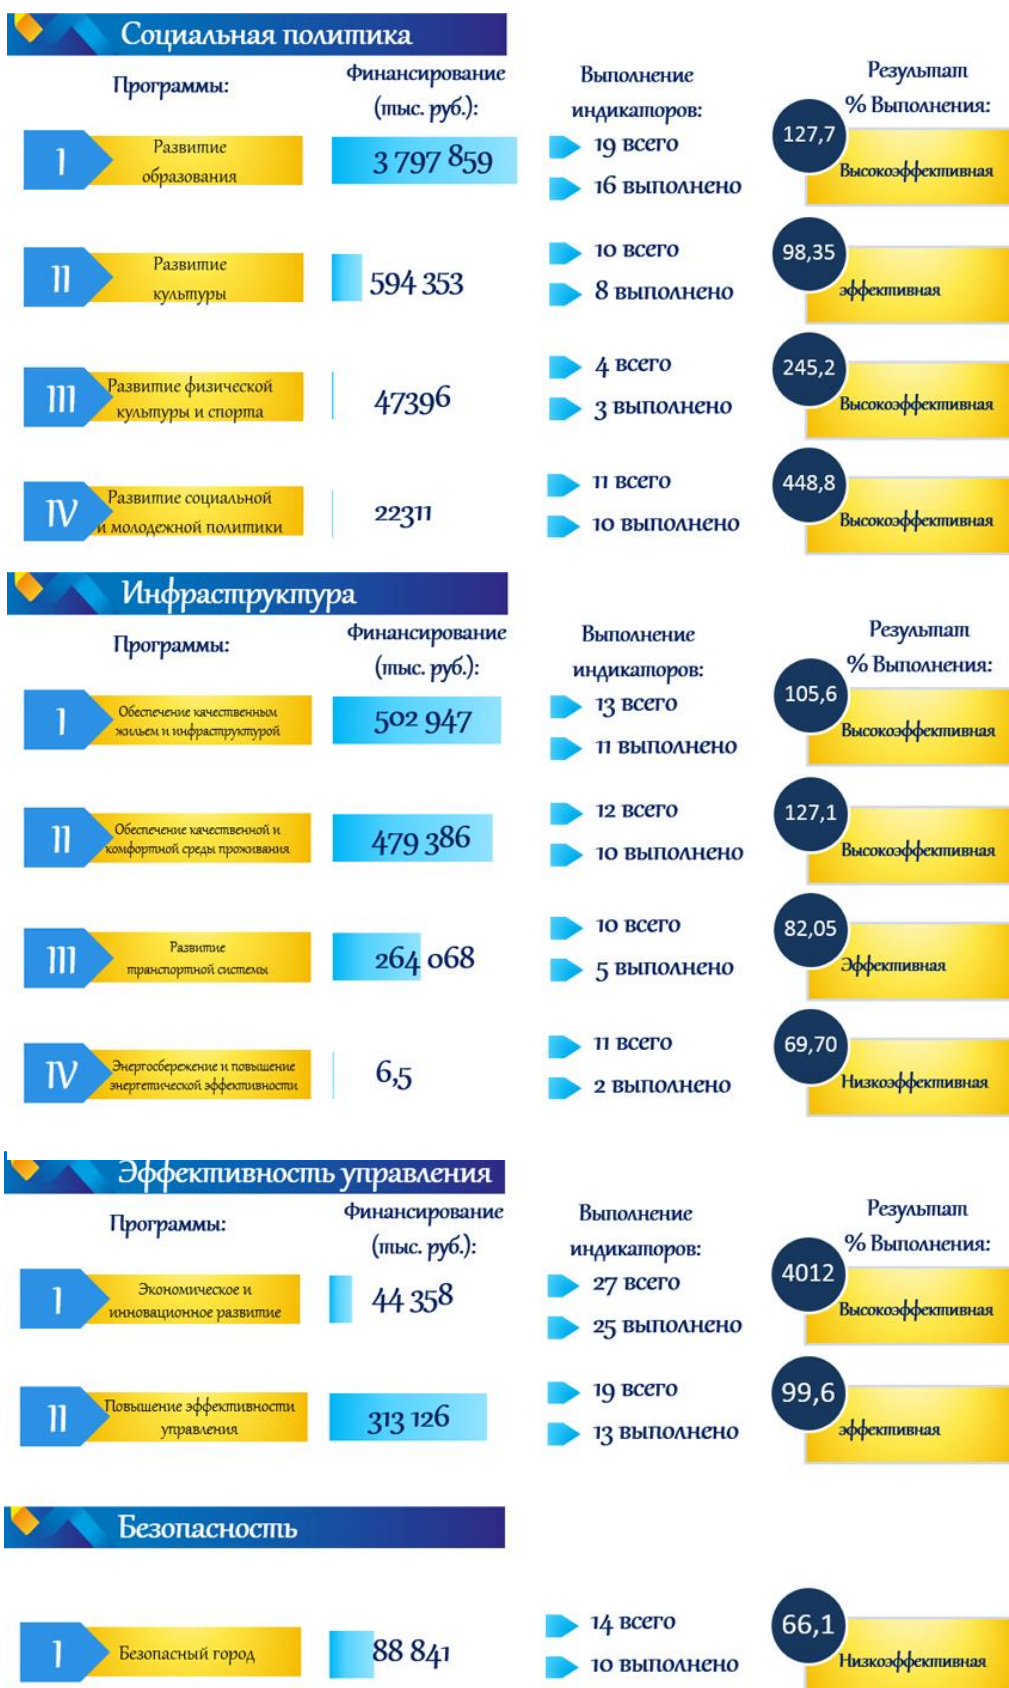 Социальная политика
Программы:
Финансирование
(тыс. руб.):
Выполнение
индикаторов:
Результат
% Выполнения:
I
Развитие
образования
3 797 859
19 всего
16 выполнено
127,7
Высокоэффективная
II
Развитие
культуры
594 353
10 всего
8 выполнено
98,35
эффективная
III
Развитие физической
культуры и спорта
47396
4 всего
3 выполнено
245,2
Высокоэффективная
IV
Развитие социальной
и молодежной политики
22311
11 всего
10 выполнено
448,8
Высокоэффективная
Инфраструктура
Программы:
Финансирование
(тыс. руб.):
Выполнение
индикаторов:
Результат
% Выполнения:
I
Обеспечение качественным
жильем и инфраструктурой
502 947
13 всего
11 выполнено
105,6
Высокоэффективная
II
Обеспечение качественной и
комфортной среды проживания
479 386
12 всего
10 выполнено
127,1
Высокоэффективная
III
Развитие
транспортной системы
264 068
10 всего
5 выполнено
82,05
Эффективная
IV
Энергосбережение и повышение
энергетической эффективности
6,5
11 всего
2 выполнено
69,70
Низкоэффективная
Эффективность управления
Программы:
Финансирование
(тыс. руб.):
Выполнение
индикаторов:
Результат
% Выполнения:
I
Экономическое и
инновационное развитие
44 358
27 всего
25 выполнено
4012
Высокоэффективная
II
Повышение эффективности
управления
313 126
19 всего
13 выполнено
99,6
эффективная
Безопасность
I
Безопасный город
88 841
14 всего
10 выполнено
66,1
Низкоэффективная